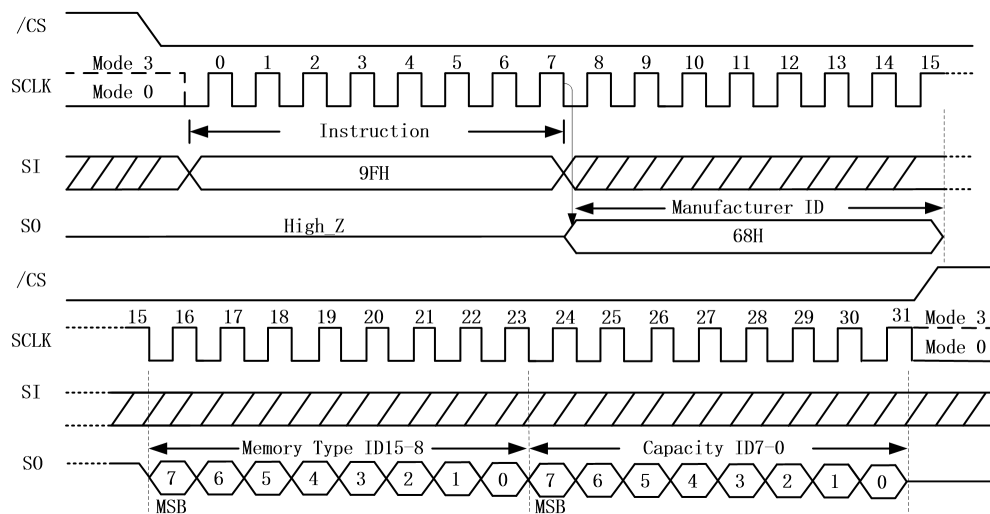 /CS
Mode 3 0 1 2 3 4 5 6 7 8 9 10 11 12 13 14 15
SCLK
Mode 0
Instruction
SI
9FH
Manufacturer ID
SO
High_Z
68H
/CS
15 16 17 18 19 20 21 22 23 24 25 26 27 28 29 30 31 Mode 3
SCLK
Mode 0
SI
Memory Type ID15-8 Capacity ID7-0
SO
7 6 5 4 3 2 1 0 7 6 5 4 3 2 1 0
MSB MSB